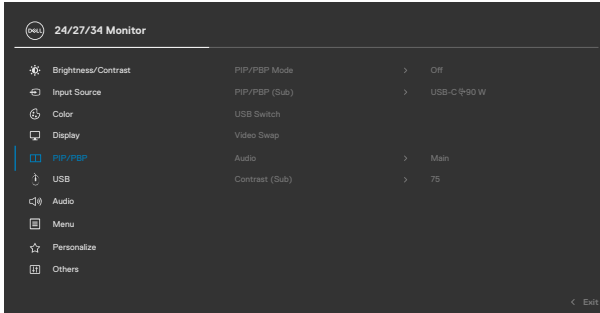 DELL 24/27/34 Monitor
Brightness/Contrast PIP/PBP Mode > Off
Input Source PIP/PBP (Sub) > USB-C 90 W
Color USB Switch
Display Video Swap
PIP/PBP Audio > Main
USB Contrast (Sub) > 75
Audio
Menu
Personalize
Others
< Exit